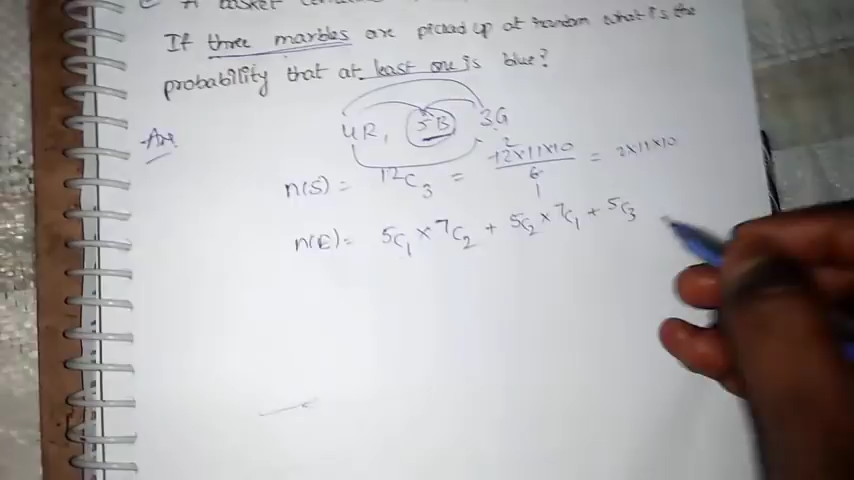 A basket
If three marbles are picked up at random what is the
probability that at least one is blue?
Ans
4R, 5B 3G
n(S) = 12C3 = 12×11×10/6 = 2×11×10
n(E) = 5C1 × 7C2 + 5C2 × 7C1 + 5C3